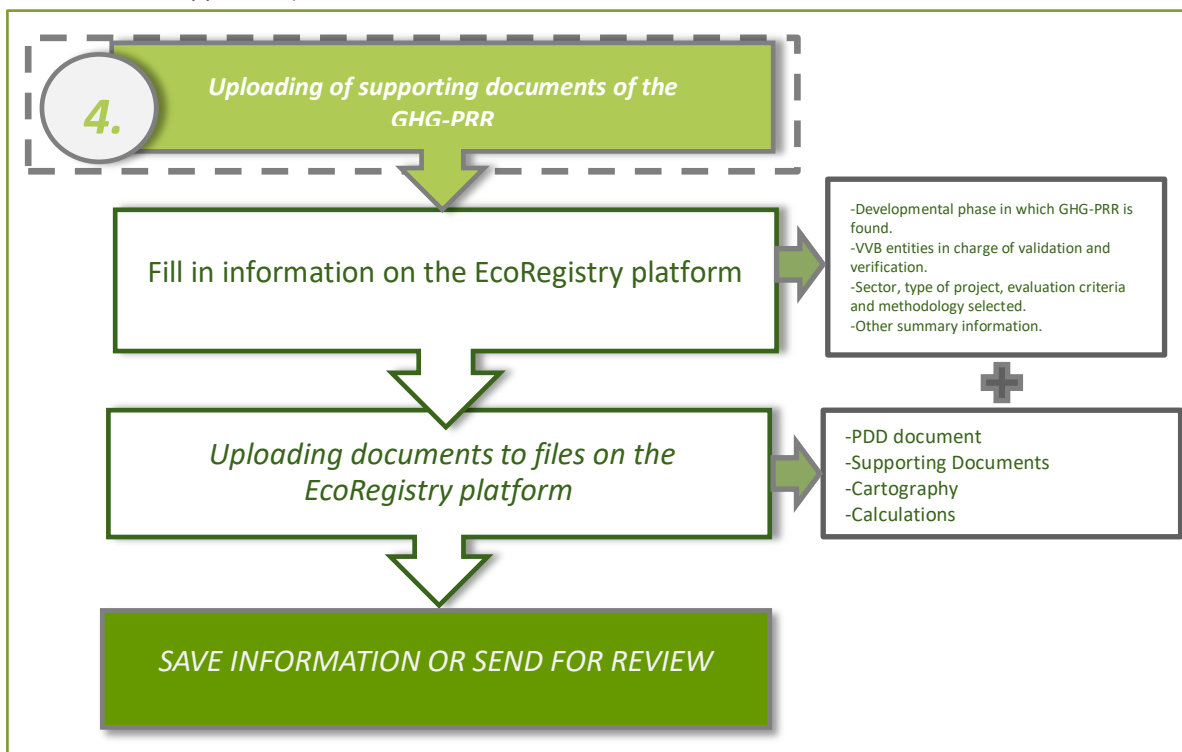 4.
Uploading of supporting documents of the
GHG-PRR
Fill in information on the EcoRegistry platform
-Developmental phase in which GHG-PRR is
found.
-VVB entities in charge of validation and
verification.
-Sector, type of project, evaluation criteria
and methodology selected.
-Other summary information.
Uploading documents to files on the
EcoRegistry platform
-PDD document
-Supporting Documents
-Cartography
-Calculations
SAVE INFORMATION OR SEND FOR REVIEW